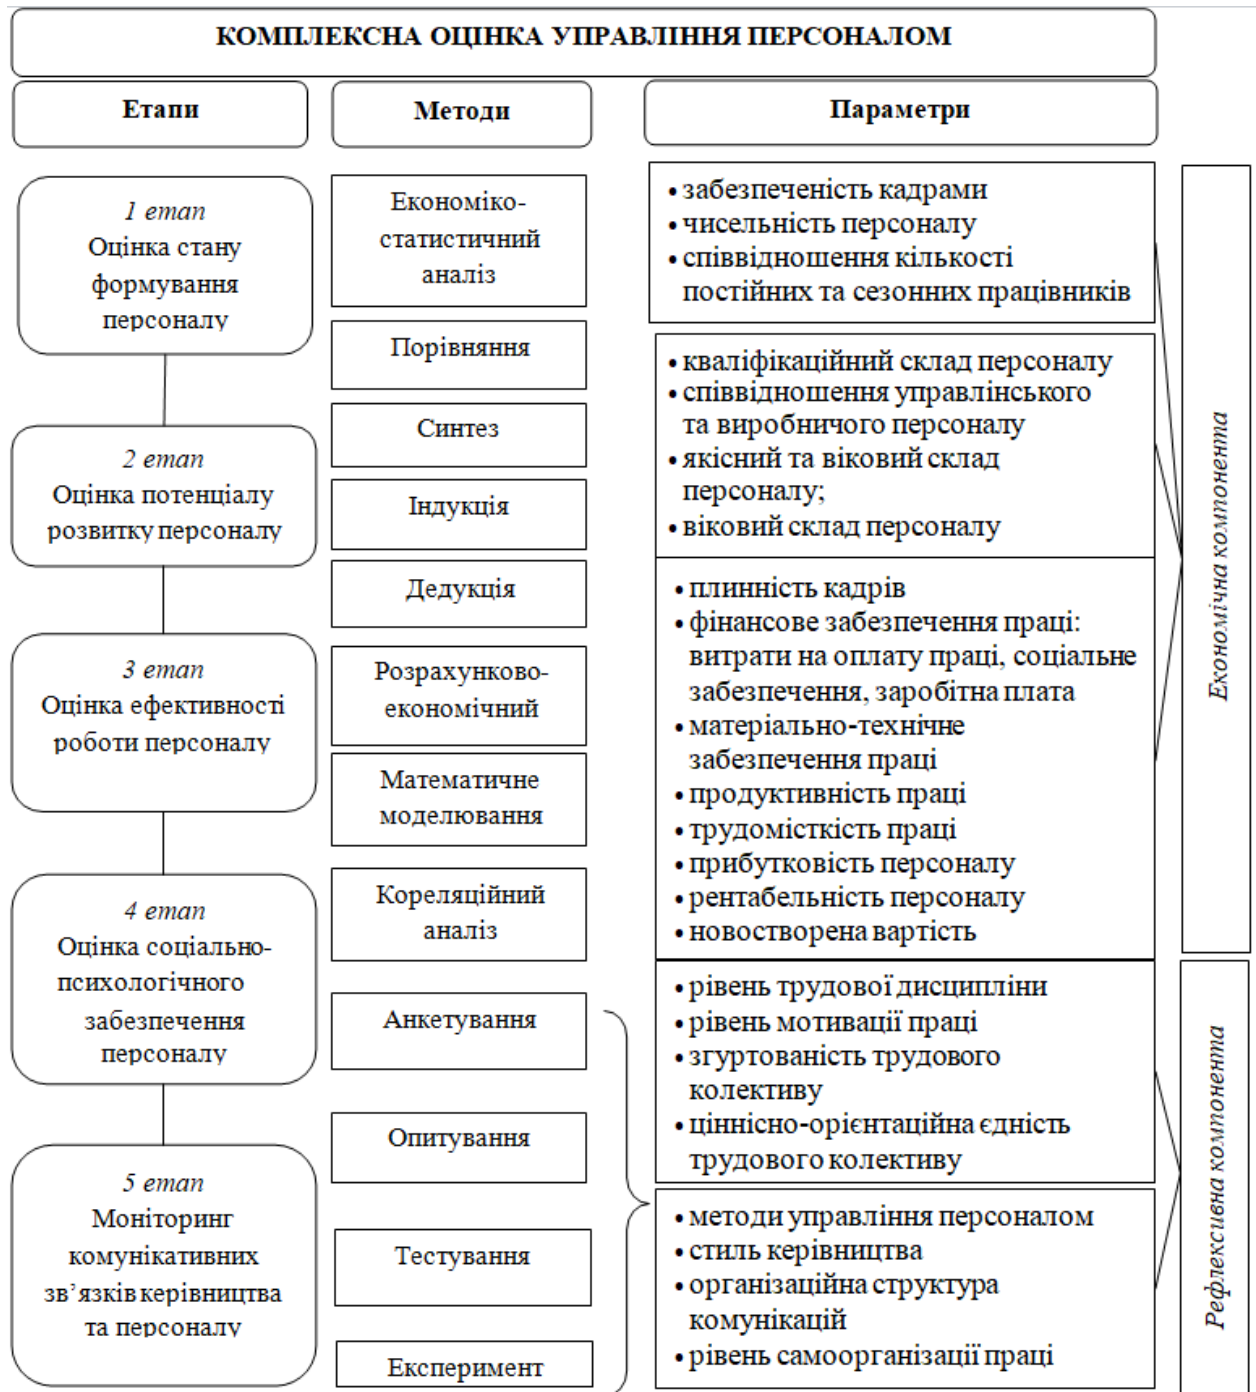 КОМПЛЕКСНА ОЦІНКА УПРАВЛІННЯ ПЕРСОНАЛОМ
Етапи
Методи
Параметри
1 етап
Оцінка стану
формування
персоналу
2 етап
Оцінка потенціалу
розвитку персоналу
3 етап
Оцінка ефективності
роботи персоналу
4 етап
Оцінка соціально-
психологічного
забезпечення
персоналу
5 етап
Моніторинг
комунікативних
зв’язків керівництва
та персоналу
Економіко-
статистичний
аналіз
Порівняння
Синтез
Індукція
Дедукція
Розрахунково-
економічний
Математичне
моделювання
Кореляційний
аналіз
Анкетування
Опитування
Тестування
Експеримент
• забезпеченість кадрами
• чисельність персоналу
• співвідношення кількості
постійних та сезонних працівників
• кваліфікаційний склад персоналу
• співвідношення управлінського
та виробничого персоналу
• якісний та віковий склад
персоналу;
• віковий склад персоналу
• плинність кадрів
• фінансове забезпечення праці:
витрати на оплату праці, соціальне
забезпечення, заробітна плата
• матеріально-технічне
забезпечення праці
• продуктивність праці
• трудомісткість праці
• прибутковість персоналу
• рентабельність персоналу
• новостворена вартість
• рівень трудової дисципліни
• рівень мотивації праці
• згуртованість трудового
колективу
• ціннісно-орієнтаційна єдність
трудового колективу
• методи управління персоналом
• стиль керівництва
• організаційна структура
комунікацій
• рівень самоорганізації праці
Економічна компонента
Рефлексивна компонента